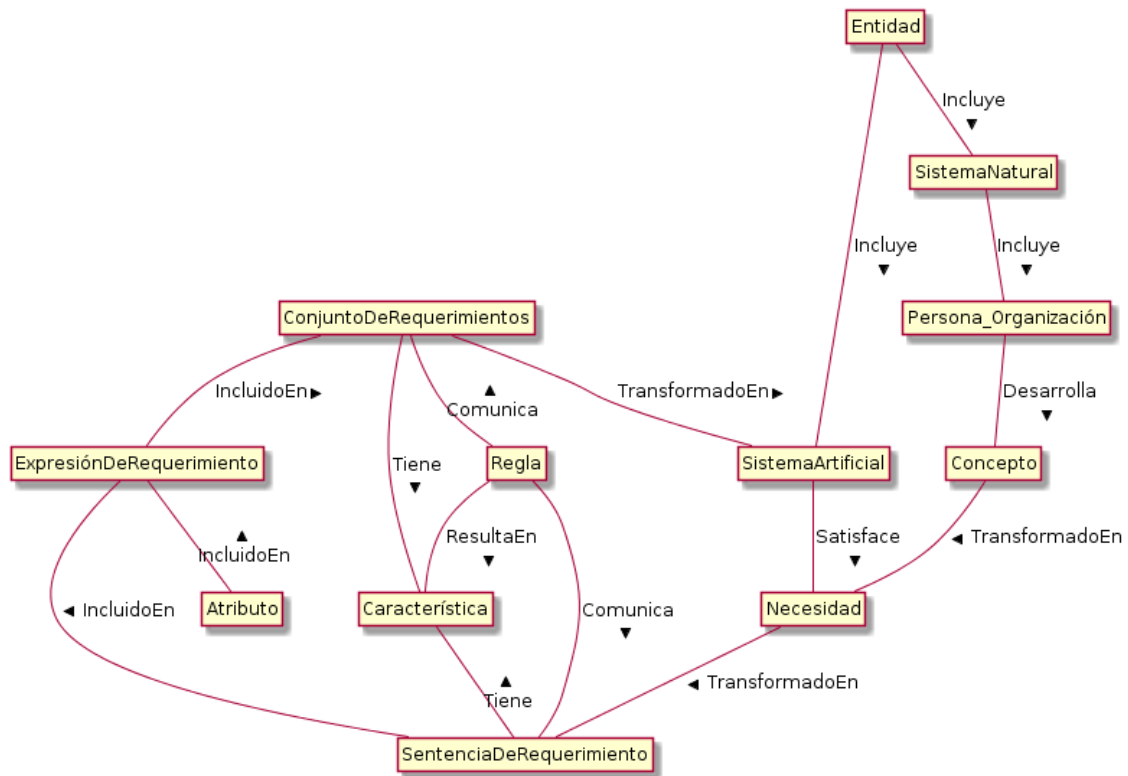 Entidad
Incluye
SistemaNatural
Incluye
Incluye
ConjuntoDeRequerimientos
Persona_Organización
IncluidoEn
Comunica
TransformadoEn
Desarrolla
ExpresiónDeRequerimiento
Tiene
Regla
SistemaArtificial
Concepto
IncluidoEn
ResultaEn
Satisface
TransformadoEn
IncluidoEn
Atributo
Característica
Comunica
Necesidad
Tiene
TransformadoEn
SentenciaDeRequerimiento